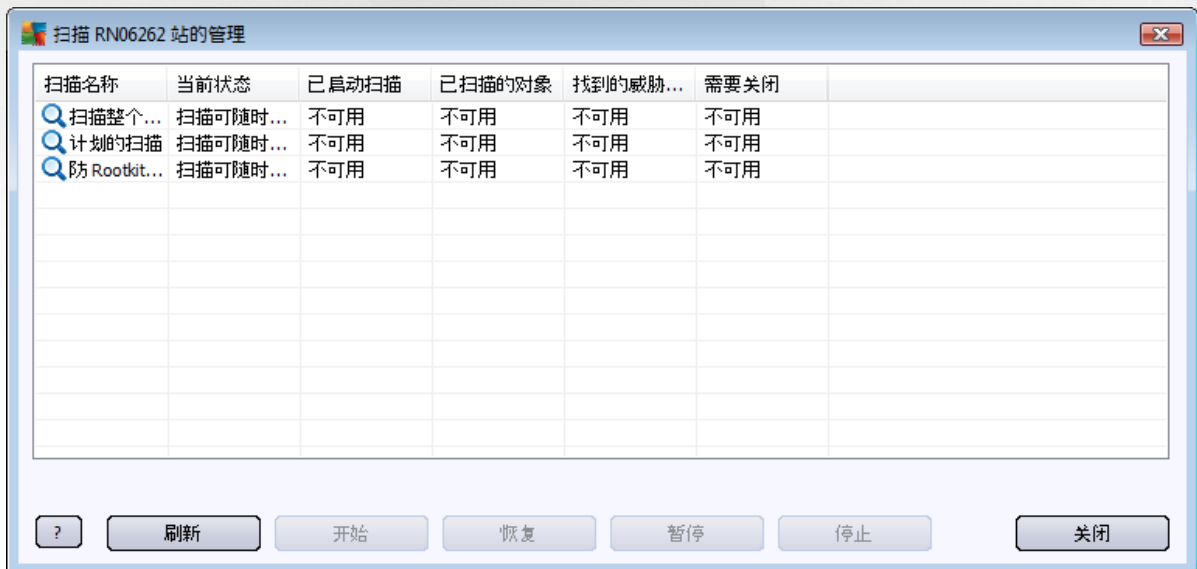 扫描 RN06262 站的管理
扫描名称 当前状态 已启动扫描 已扫描的对象 找到的威胁... 需要关闭
扫描整个... 扫描可随时... 不可用 不可用 不可用 不可用
计划的扫描 扫描可随时... 不可用 不可用 不可用 不可用
防 Rootkit... 扫描可随时... 不可用 不可用 不可用 不可用
? 刷新 开始 恢复 暂停 停止 关闭